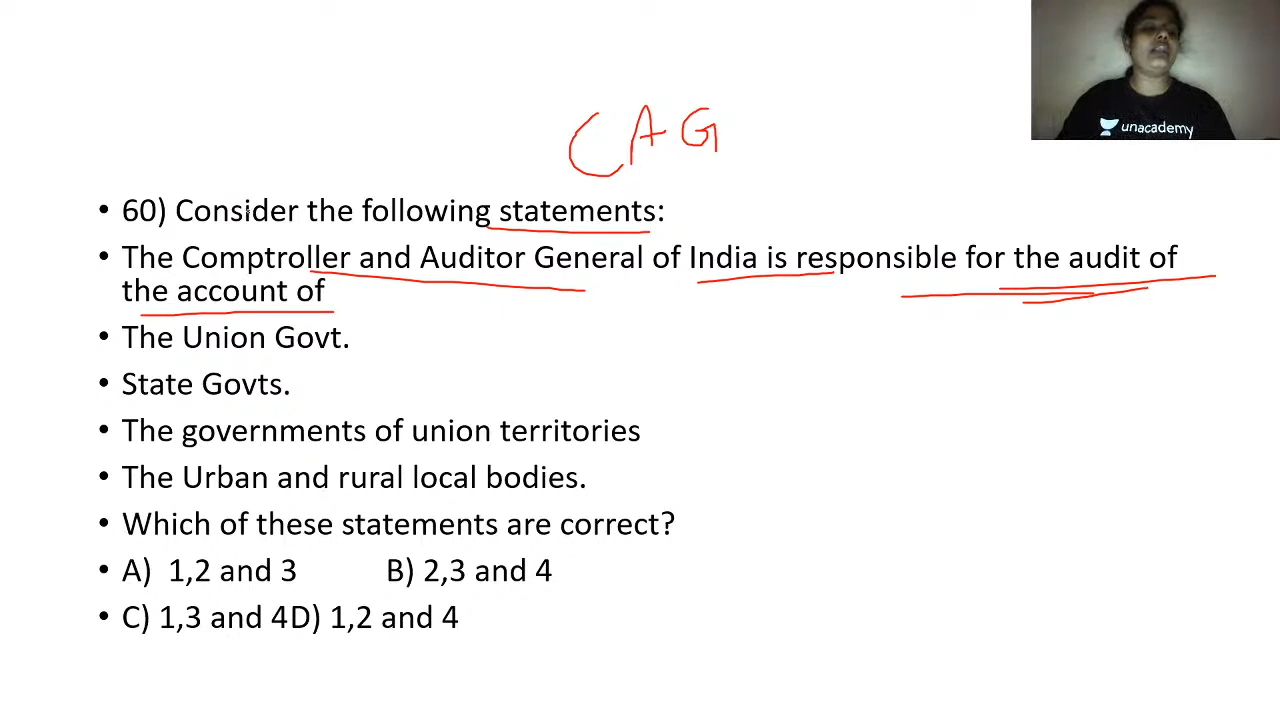 unacademy
CAG
• 60) Consider the following statements:
• The Comptroller and Auditor General of India is responsible for the audit of
the account of
• The Union Govt.
• State Govts.
• The governments of union territories
• The Urban and rural local bodies.
• Which of these statements are correct?
• A) 1,2 and 3 B) 2,3 and 4
• C) 1,3 and 4D) 1,2 and 4